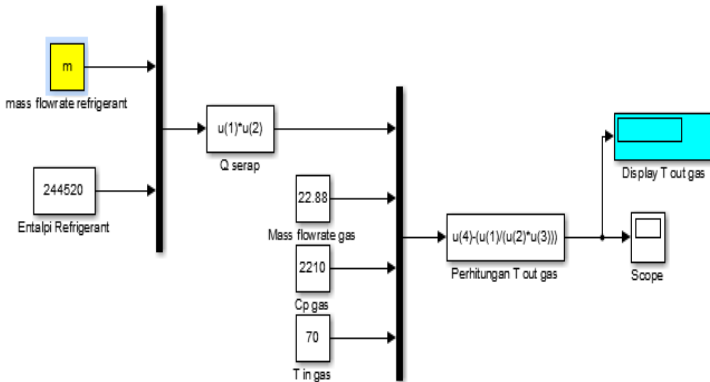 m
mass flowrate refrigerant
244520
Entalpi Refrigerant
u(1)*u(2)
Q serap
22.88
Mass flowrate gas
2210
Cp gas
70
T in gas
u(4)-(u(1)/(u(2)*u(3)))
Perhitungan T out gas
Display T out gas
Scope